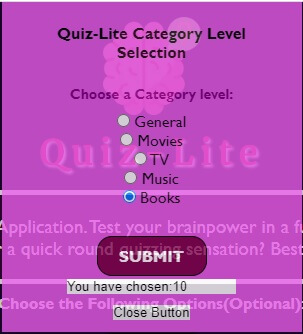 Quiz-Lite Category Level
Selection
Choose a Category level:
General
Movies
Quiz Lite
TV
Music
Books
Application. Test your brainpower in a fu
r a quick round quizzing sensation? Best
SUBMIT
You have chosen:10
Choose the Following Options(Optional):
Close Button